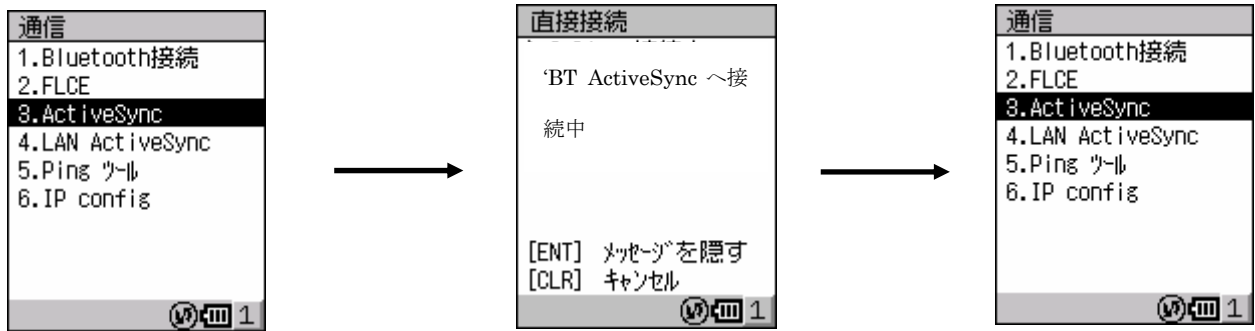 通信
1.Bluetooth接続
2.FLCE
3.ActiveSync
4.LAN ActiveSync
5.Ping ツール
6.IP config
1
直接接続
‘BT ActiveSync へ接
続中
[ENT] メッセージを隠す
[CLR] キャンセル
1
通信
1.Bluetooth接続
2.FLCE
3.ActiveSync
4.LAN ActiveSync
5.Ping ツール
6.IP config
1